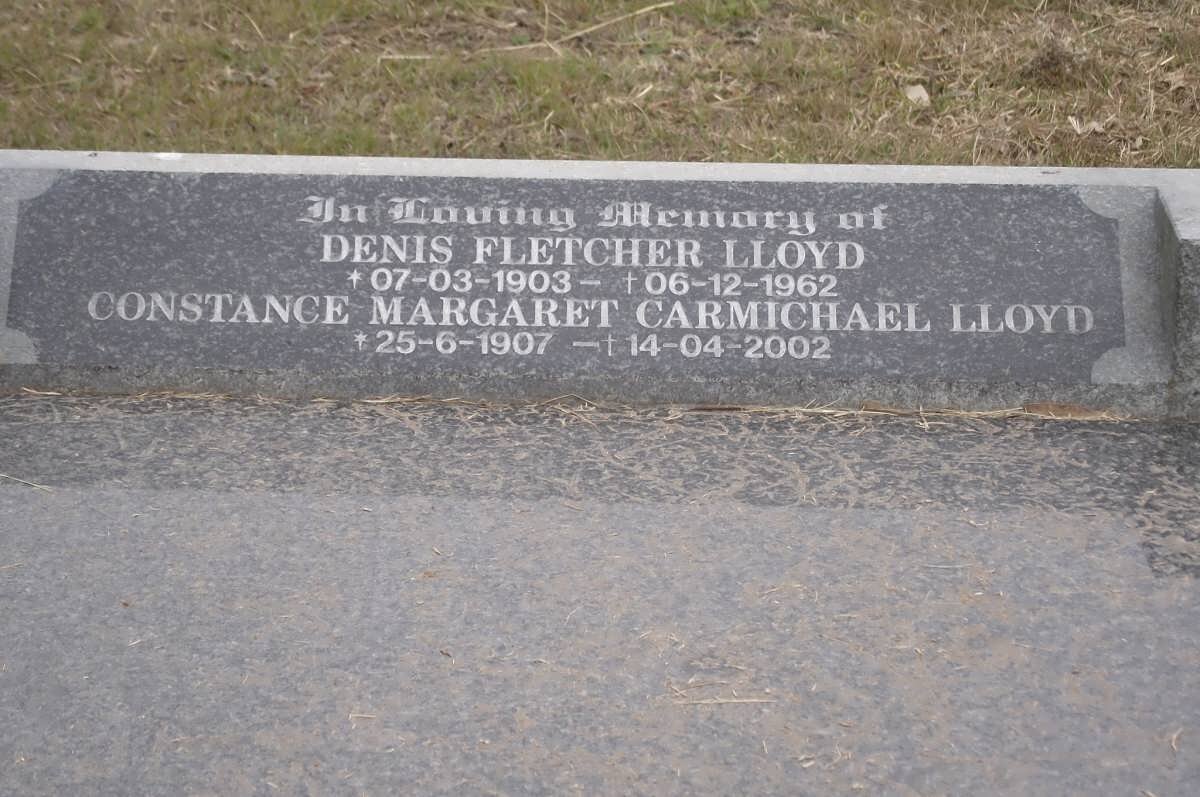 In Loving Memory of
DENIS FLETCHER LLOYD
*07-03-1903 - †06-12-1962
CONSTANCE MARGARET CARMICHAEL LLOYD
*25-6-1907 -†14-04-2002